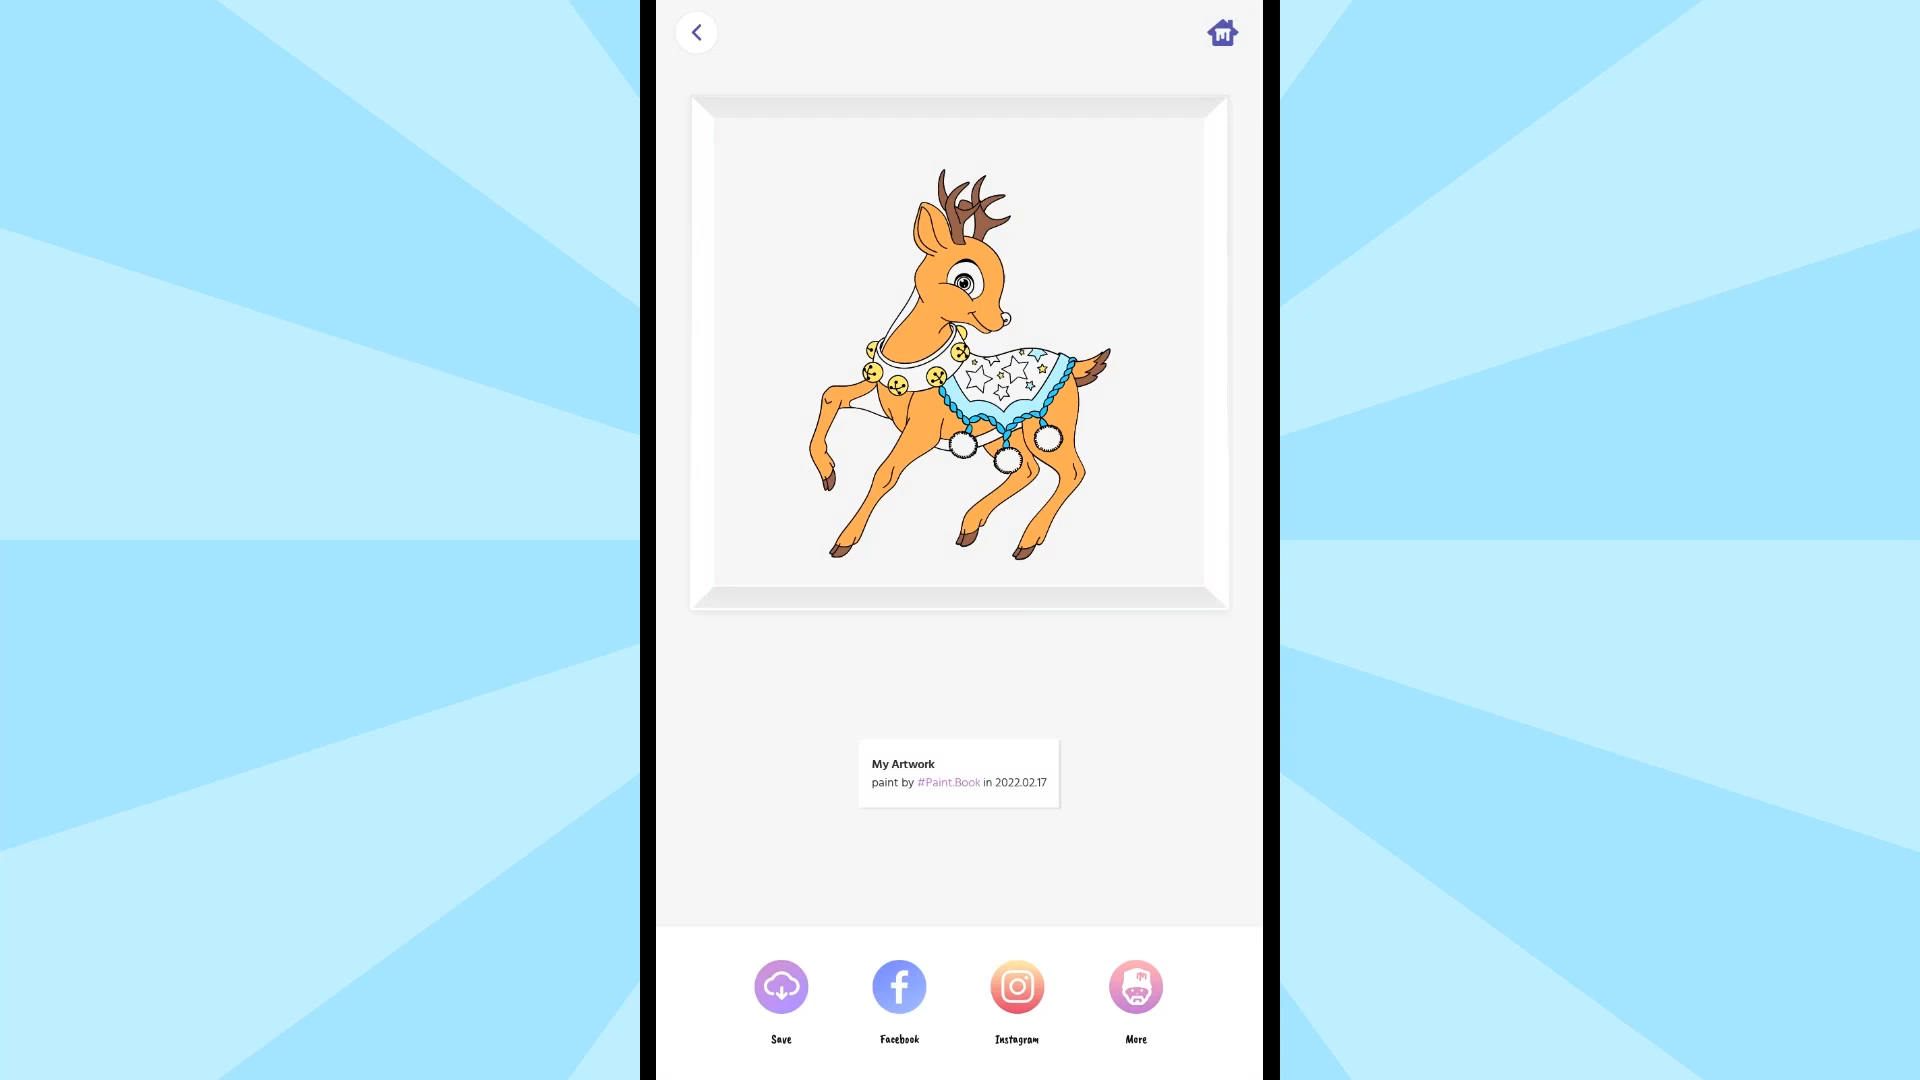 My Artwork
paint by #Paint.Book in 2022.02.17
Save
Facebook
Instagram
More